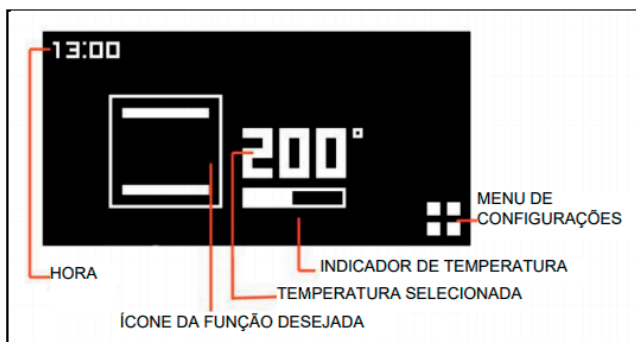 13:00
200°
MENU DE
CONFIGURAÇÕES
INDICADOR DE TEMPERATURA
HORA
TEMPERATURA SELECIONADA
ÍCONE DA FUNÇÃO DESEJADA